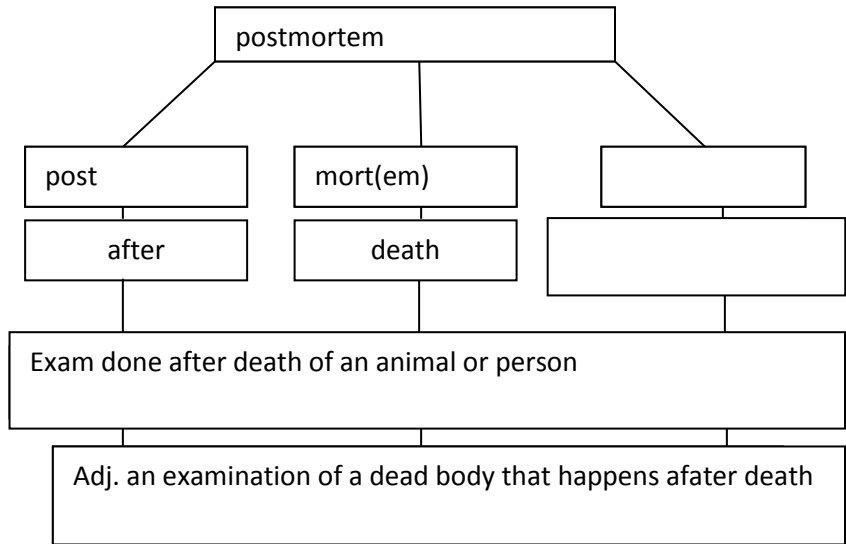 postmortem
post
mort(em)
after
death
Exam done after death of an animal or person
Adj. an examination of a dead body that happens afater death